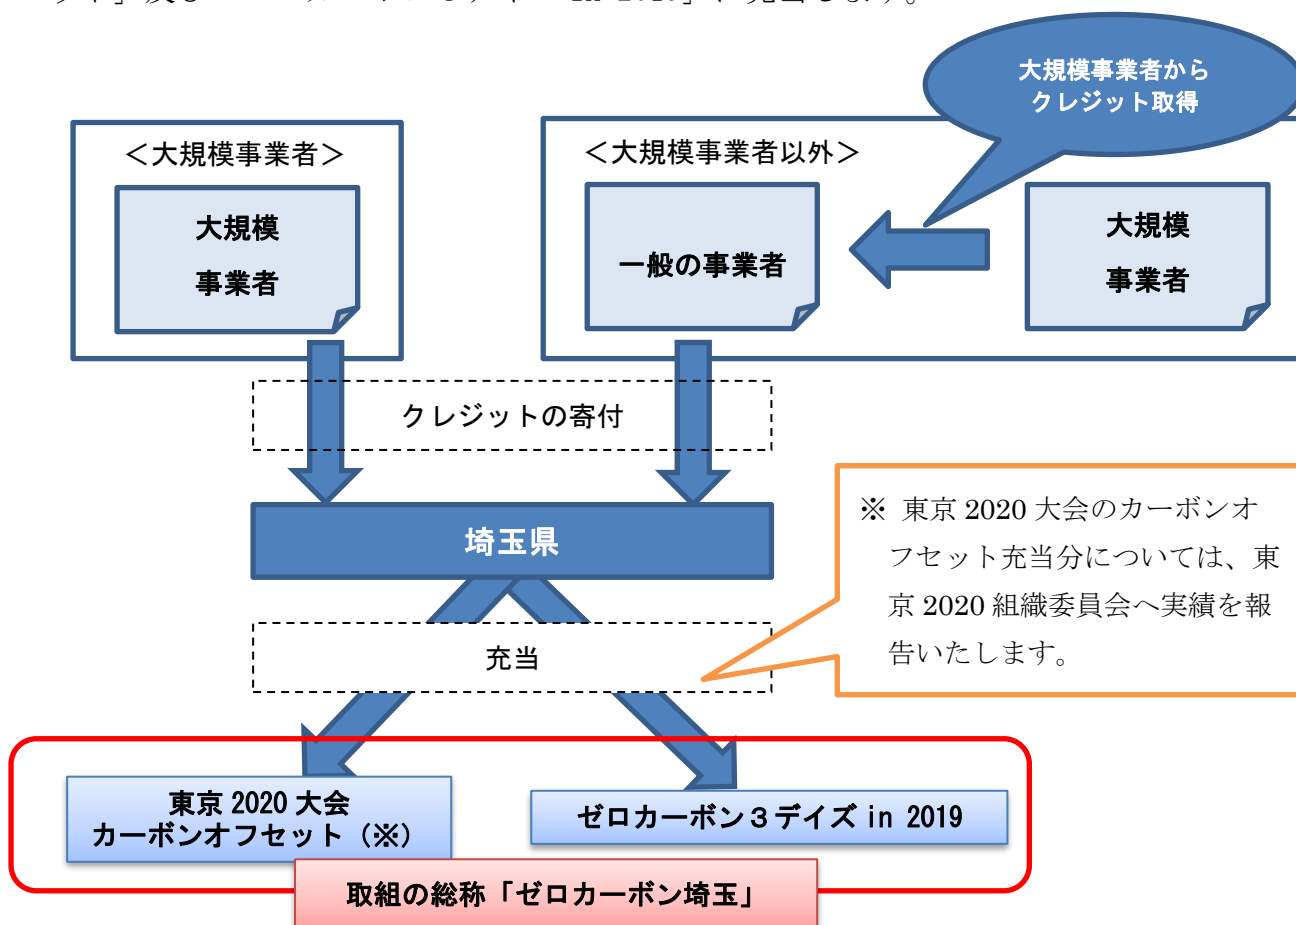 大規模事業者から
クレジット取得
＜大規模事業者＞
大規模
事業者
＜大規模事業者以外＞
一般の事業者
大規模
事業者
クレジットの寄付
埼玉県
※ 東京 2020 大会のカーボンオ
フセット充当分については、東
京 2020 組織委員会へ実績を報
告いたします。
充当
東京 2020 大会
カーボンオフセット（※）
ゼロカーボン３デイズ in 2019
取組の総称「ゼロカーボン埼玉」